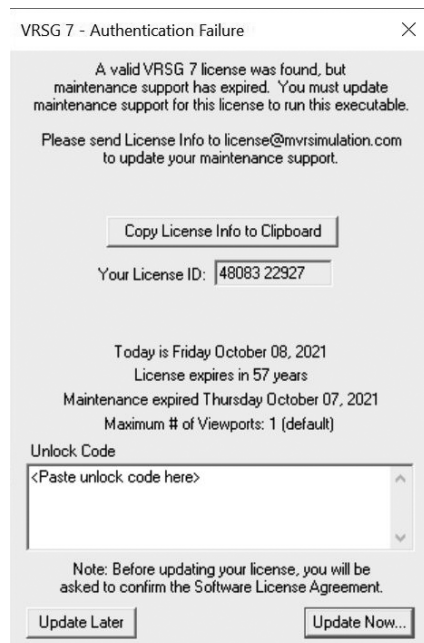 VRSG 7 - Authentication Failure
A valid VRSG 7 license was found, but
maintenance support has expired. You must update
maintenance support for this license to run this executable.
Please send License Info to license@mvrsimulation.com
to update your maintenance support.
Copy License Info to Clipboard
Your License ID: 48083 22927
Today is Friday October 08, 2021
License expires in 57 years
Maintenance expired Thursday October 07, 2021
Maximum # of Viewports: 1 (default)
Unlock Code
<Paste unlock code here>
Note: Before updating your license, you will be
asked to confirm the Software License Agreement.
Update Later
Update Now...